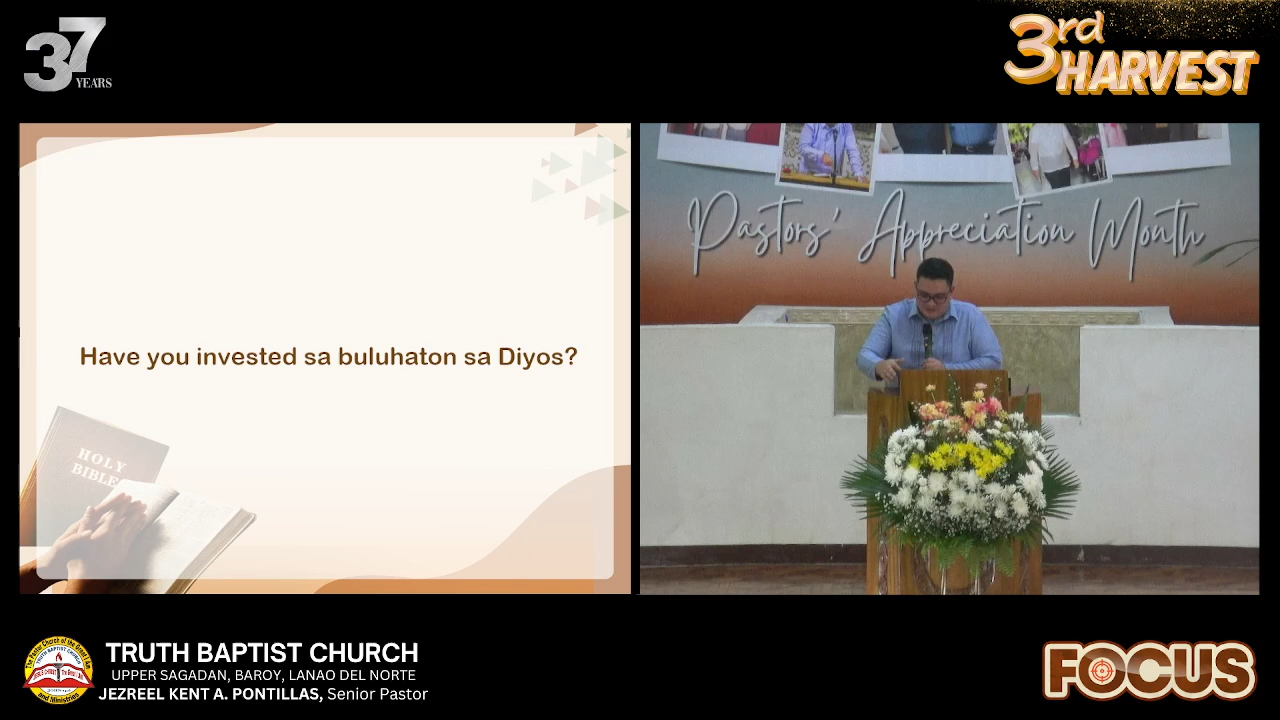 37
YEARS
3rd
HARVEST
Have you invested sa buluhaton sa Diyos?
HOLY
BIBLE
Pastors' Appreciation Month
TRUTH BAPTIST CHURCH
UPPER SAGADAN, BAROY, LANAO DEL NORTE
JEZREEL KENT A. PONTILLAS, Senior Pastor
FOCUS